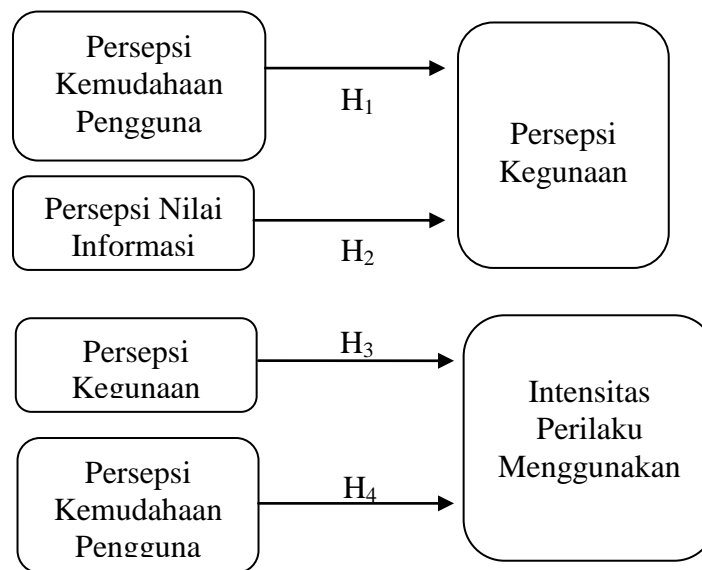 Persepsi
Kemudahaan
Pengguna
H₁
Persepsi
Kegunaan
Persepsi Nilai
Informasi
H₂
Persepsi
Kegunaan
H₃
Intensitas
Perilaku
Menggunakan
Persepsi
Kemudahaan
Pengguna
H₄